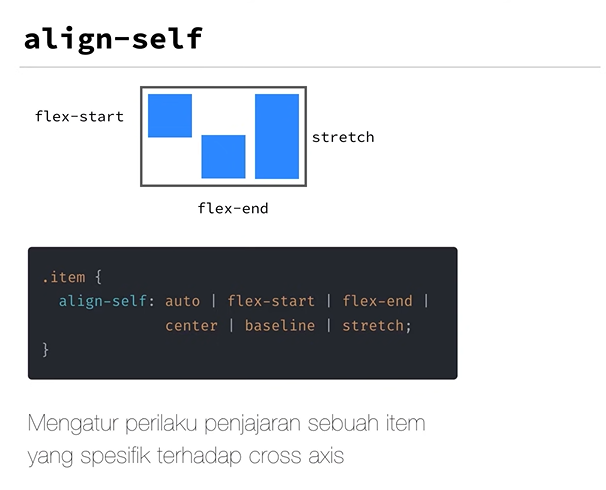 align-self
flex-start
stretch
flex-end
.item {
align-self: auto | flex-start | flex-end |
center | baseline | stretch;
}
Mengatur perilaku penjajaran sebuah item
yang spesifik terhadap cross axis